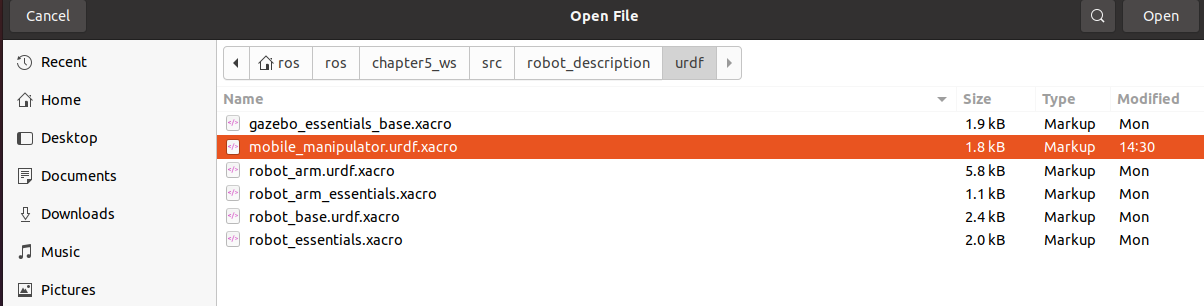 Cancel Open File Open
Recent ros ros chapter5_ws src robot_description urdf
Home Name Size Type Modified
gazebo_essentials_base.xacro 1.9 kB Markup Mon
Desktop mobile_manipulator.urdf.xacro 1.8 kB Markup 14:30
Documents robot_arm.urdf.xacro 5.8 kB Markup Mon
robot_arm_essentials.xacro 1.1 kB Markup Mon
Downloads robot_base.urdf.xacro 2.4 kB Markup Mon
Music robot_essentials.xacro 2.0 kB Markup Mon
Pictures